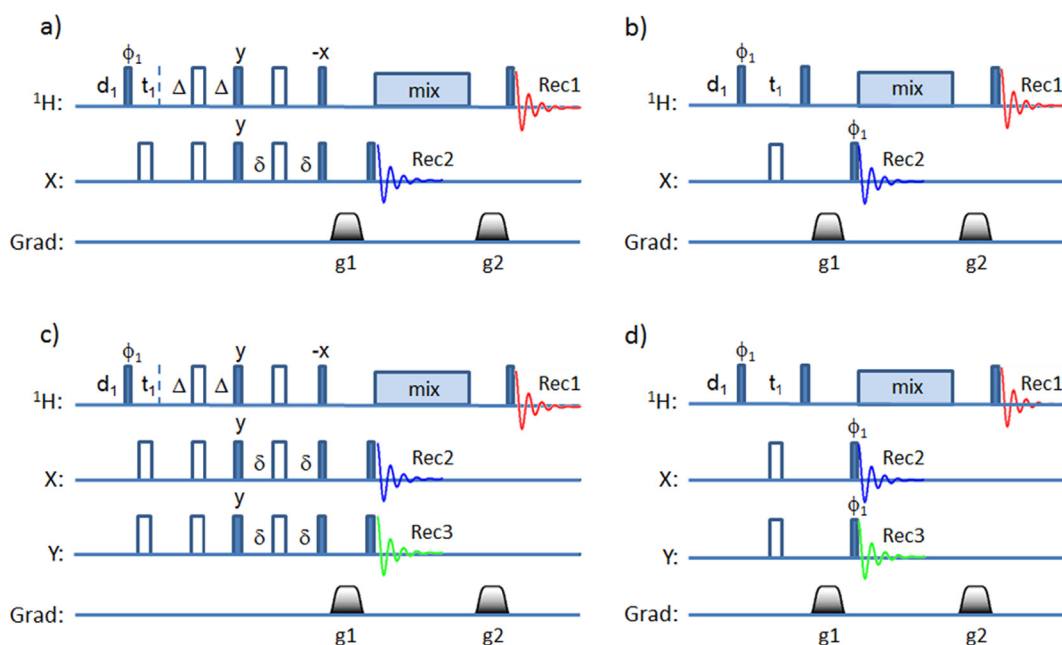 a)
ϕ1 y -x
d1 t1 Δ Δ Rec1
¹H: mix
y
δ δ Rec2
X:
Grad:
g1 g2
b)
ϕ1
d1 t1 Rec1
¹H: mix
ϕ1
Rec2
X:
Grad:
g1 g2
c)
ϕ1 y -x
d1 t1 Δ Δ Rec1
¹H: mix
y
δ δ Rec2
X:
y
δ δ Rec3
Y:
Grad:
g1 g2
d)
ϕ1
d1 t1 Rec1
¹H: mix
ϕ1
Rec2
X:
ϕ1
Rec3
Y:
Grad:
g1 g2